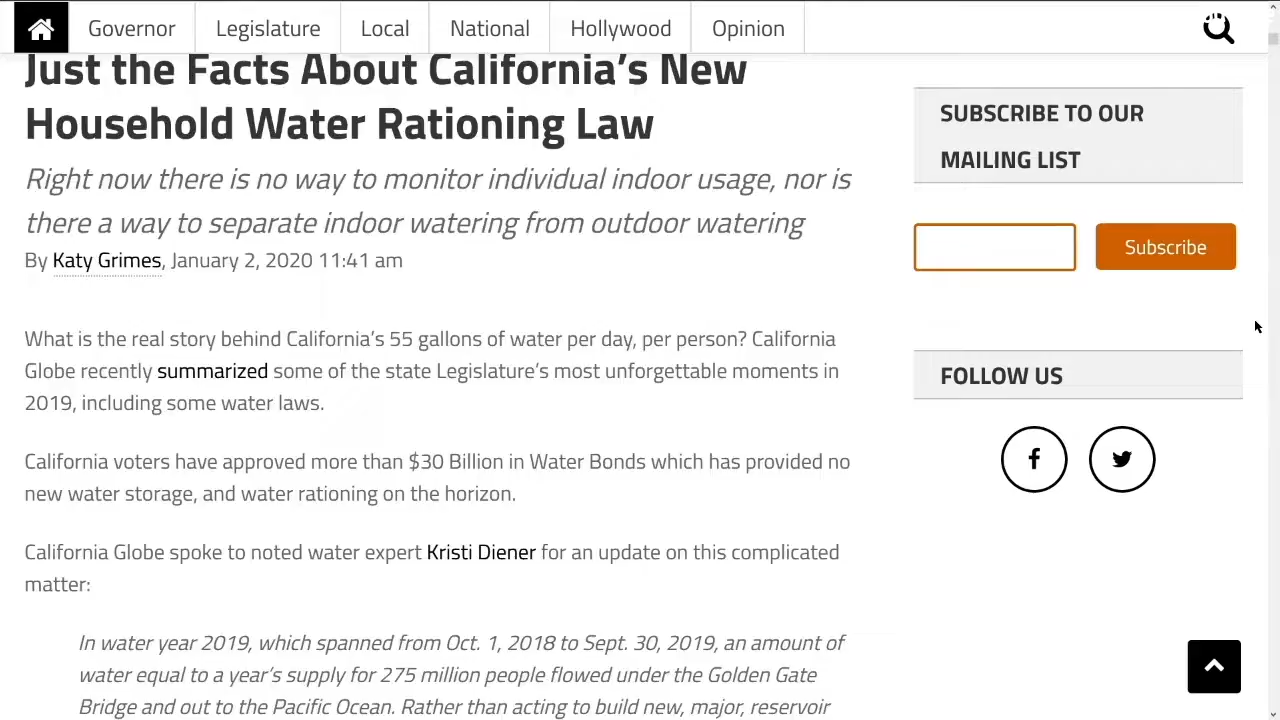 Governor Legislature Local National Hollywood Opinion
Just the Facts About California's New
Household Water Rationing Law
Right now there is no way to monitor individual indoor usage, nor is
there a way to separate indoor watering from outdoor watering
By Katy Grimes, January 2, 2020 11:41 am
What is the real story behind California's 55 gallons of water per day, per person? California
Globe recently summarized some of the state Legislature's most unforgettable moments in
2019, including some water laws.
California voters have approved more than $30 Billion in Water Bonds which has provided no
new water storage, and water rationing on the horizon.
California Globe spoke to noted water expert Kristi Diener for an update on this complicated
matter:
In water year 2019, which spanned from Oct. 1, 2018 to Sept. 30, 2019, an amount of
water equal to a year's supply for 275 million people flowed under the Golden Gate
Bridge and out to the Pacific Ocean. Rather than acting to build new, major, reservoir
SUBSCRIBE TO OUR
MAILING LIST
Subscribe
FOLLOW US